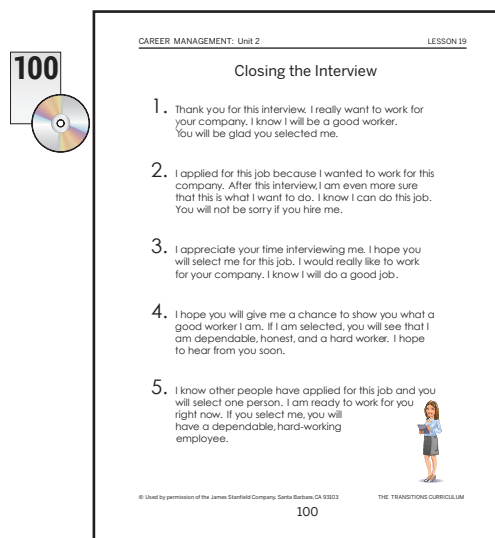 100
CAREER MANAGEMENT: Unit 2 LESSON 19
Closing the Interview
1. Thank you for this interview. I really want to work for
your company. I know I will be a good worker.
You will be glad you selected me.
2. I applied for this job because I wanted to work for this
company. After this interview, I am even more sure
that this is what I want to do. I know I can do this job.
You will not be sorry if you hire me.
3. I appreciate your time interviewing me. I hope you
will select me for this job. I would really like to work
for your company. I know I will do a good job.
4. I hope you will give me a chance to show you what a
good worker I am. If I am selected, you will see that I
am dependable, honest, and a hard worker. I hope
to hear from you soon.
5. I know other people have applied for this job and you
will select one person. I am ready to work for you
right now. If you select me, you will
have a dependable, hard-working
employee.
© Used by permission of the James Stanfield Company, Santa Barbara, CA 93103 THE TRANSITIONS CURRICULUM
100